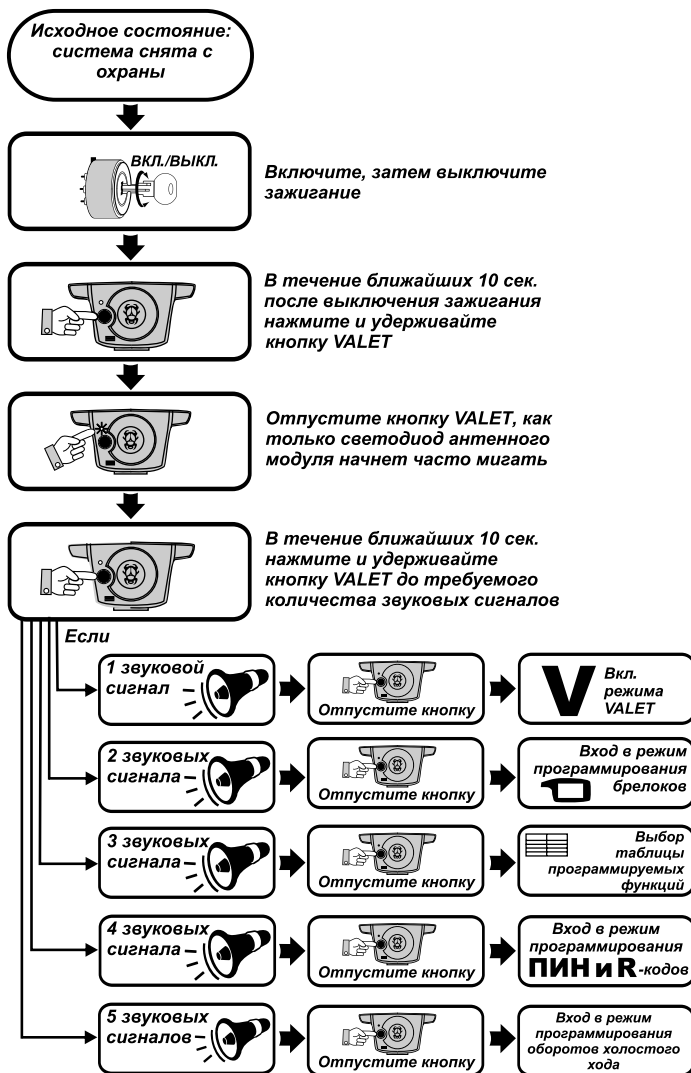 Исходное состояние:
система снята с
охраны
ВКЛ./ВЫКЛ.
Включите, затем выключите
зажигание
В течение ближайших 10 сек.
после выключения зажигания
нажмите и удерживайте
кнопку VALET
Отпустите кнопку VALET, как
только светодиод антенного
модуля начнет часто мигать
В течение ближайших 10 сек.
нажмите и удерживайте
кнопку VALET до требуемого
количества звуковых сигналов
Если
1 звуковой
сигнал
Отпустите кнопку
V
Вкл.
режима
VALET
2 звуковых
сигнала
Отпустите кнопку
Вход в режим
программирования
брелоков
3 звуковых
сигнала
Отпустите кнопку
Выбор
таблицы
программируемых
функций
4 звуковых
сигнала
Отпустите кнопку
Вход в режим
программирования
ПИН и R-кодов
5 звуковых
сигналов
Отпустите кнопку
Вход в режим
программирования
оборотов холостого
хода